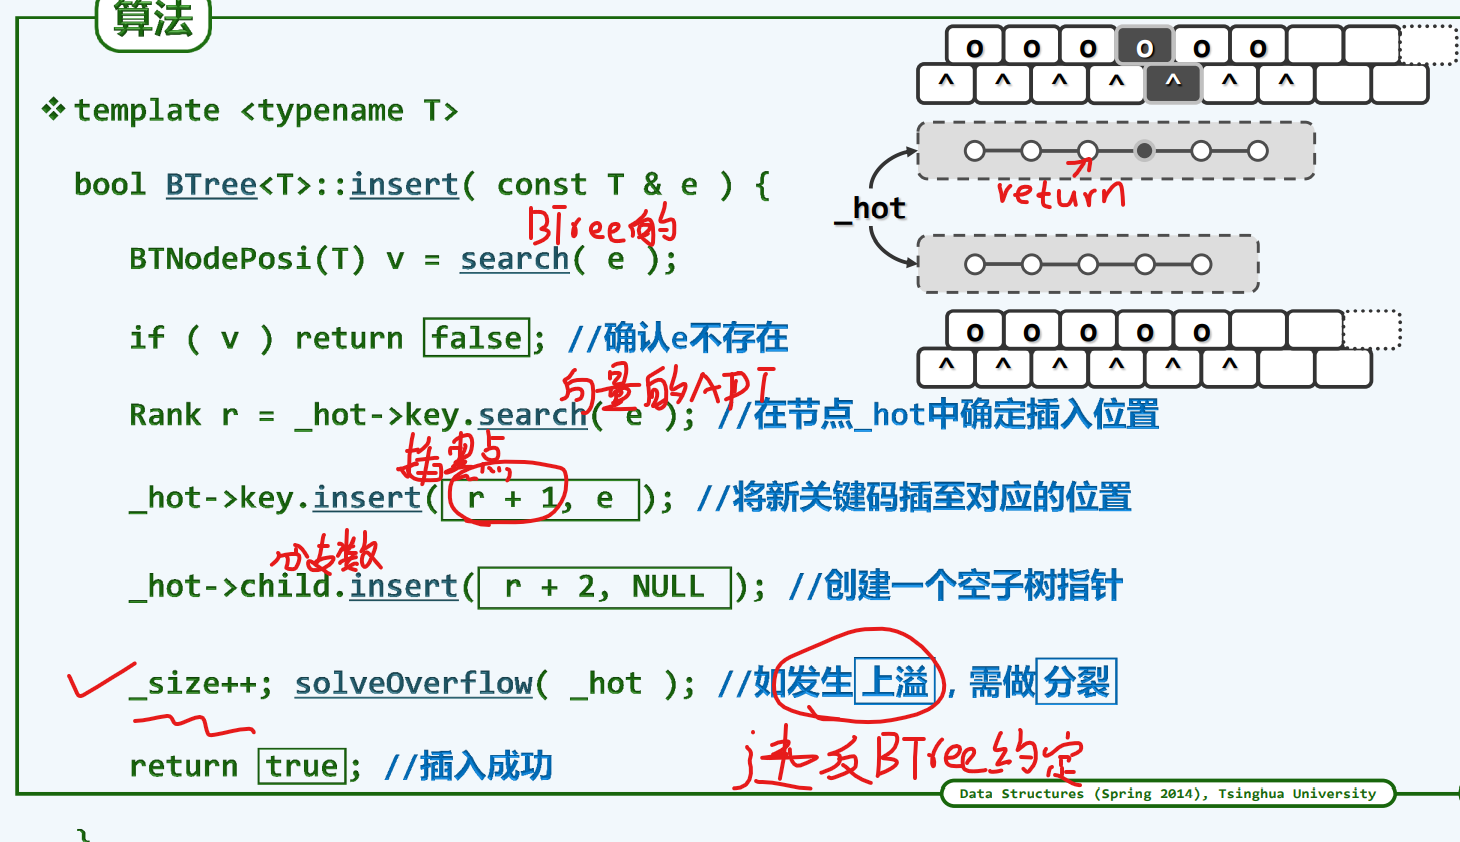 算法
❖ template <typename T>
bool BTree<T>::insert( const T & e ) {
BTree的
BTNodePosi(T) v = search( e );
if ( v ) return false; //确认e不存在
向量的API
Rank r = _hot->key.search( e ); //在节点_hot中确定插入位置
_hot->key.insert( r + 1, e ); //将新关键码插至对应的位置
分支数
_hot->child.insert( r + 2, NULL ); //创建一个空子树指针
_size++; solveOverflow( _hot ); //如发生上溢, 需做分裂
违反BTree约定
return true; //插入成功
}
o o o o o o
^ ^ ^ ^ ^ ^ ^
return
_hot
o o o o o
^ ^ ^ ^ ^ ^
Data Structures (Spring 2014), Tsinghua University